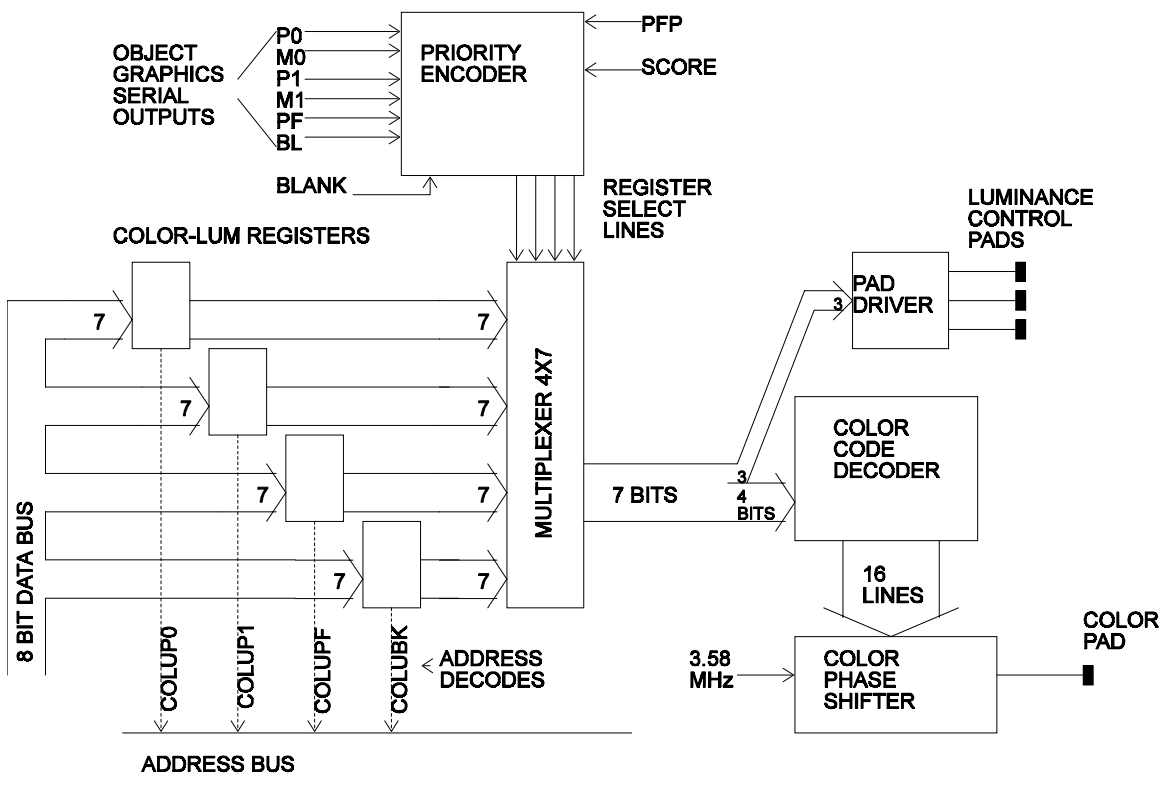 OBJECT
GRAPHICS
SERIAL
OUTPUTS
P0
M0
P1
M1
PF
BL
BLANK
PRIORITY
ENCODER
PFP
SCORE
REGISTER
SELECT
LINES
COLOR-LUM REGISTERS
7
7
7
7
7
7
7
7
8 BIT DATA BUS
MULTIPLEXER 4X7
7 BITS
3
4
BITS
3
PAD
DRIVER
LUMINANCE
CONTROL
PADS
COLOR
CODE
DECODER
16
LINES
3.58
MHz
COLOR
PHASE
SHIFTER
COLOR
PAD
COLUP0
COLUP1
COLUPF
COLUBK
ADDRESS
DECODES
ADDRESS BUS